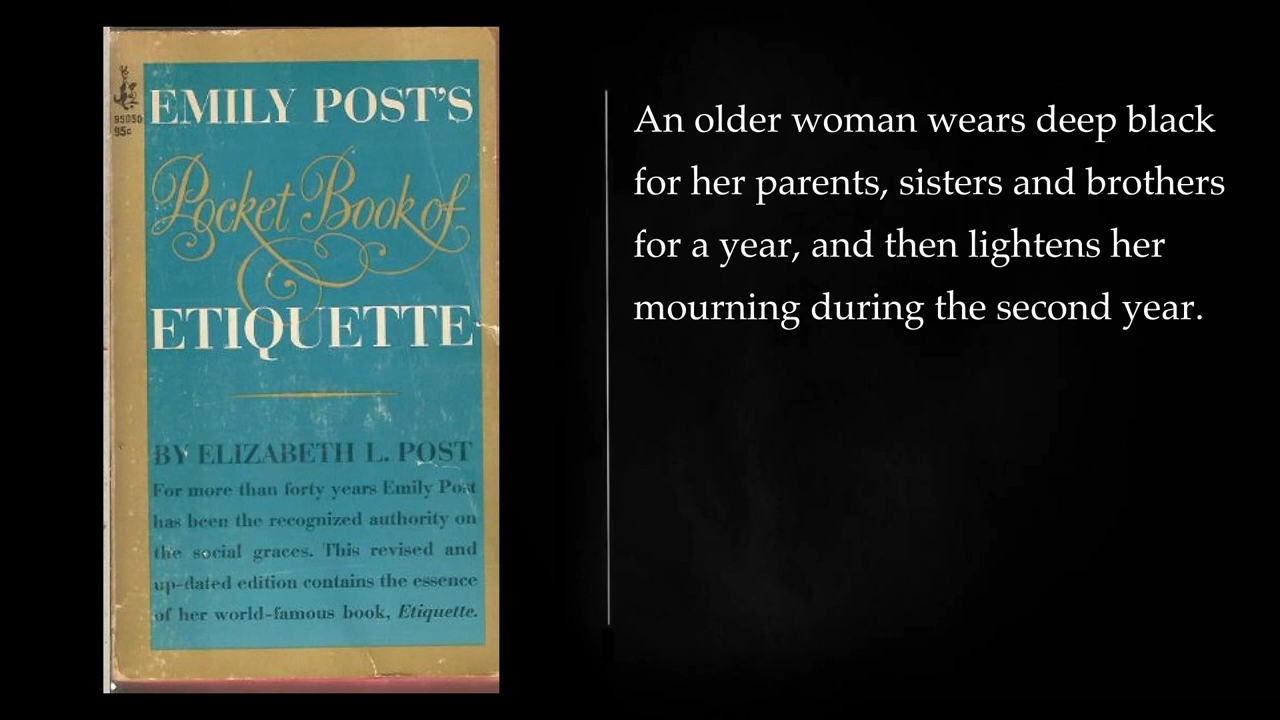 95050
95c
EMILY POST'S
Pocket Book of
ETIQUETTE
BY ELIZABETH L. POST
For more than forty years Emily Post
has been the recognized authority on
the social graces. This revised and
up-dated edition contains the essence
of her world-famous book, Etiquette.
An older woman wears deep black
for her parents, sisters and brothers
for a year, and then lightens her
mourning during the second year.